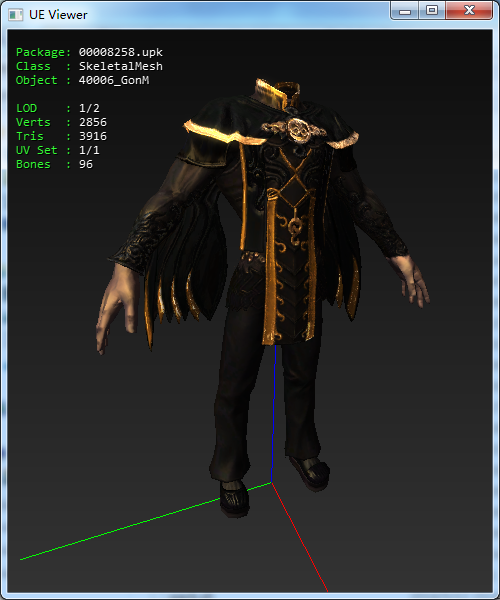 UE Viewer
Package: 00008258.upk
Class : SkeletalMesh
Object : 40006_GonM
LOD : 1/2
Verts : 2856
Tris : 3916
UV Set : 1/1
Bones : 96